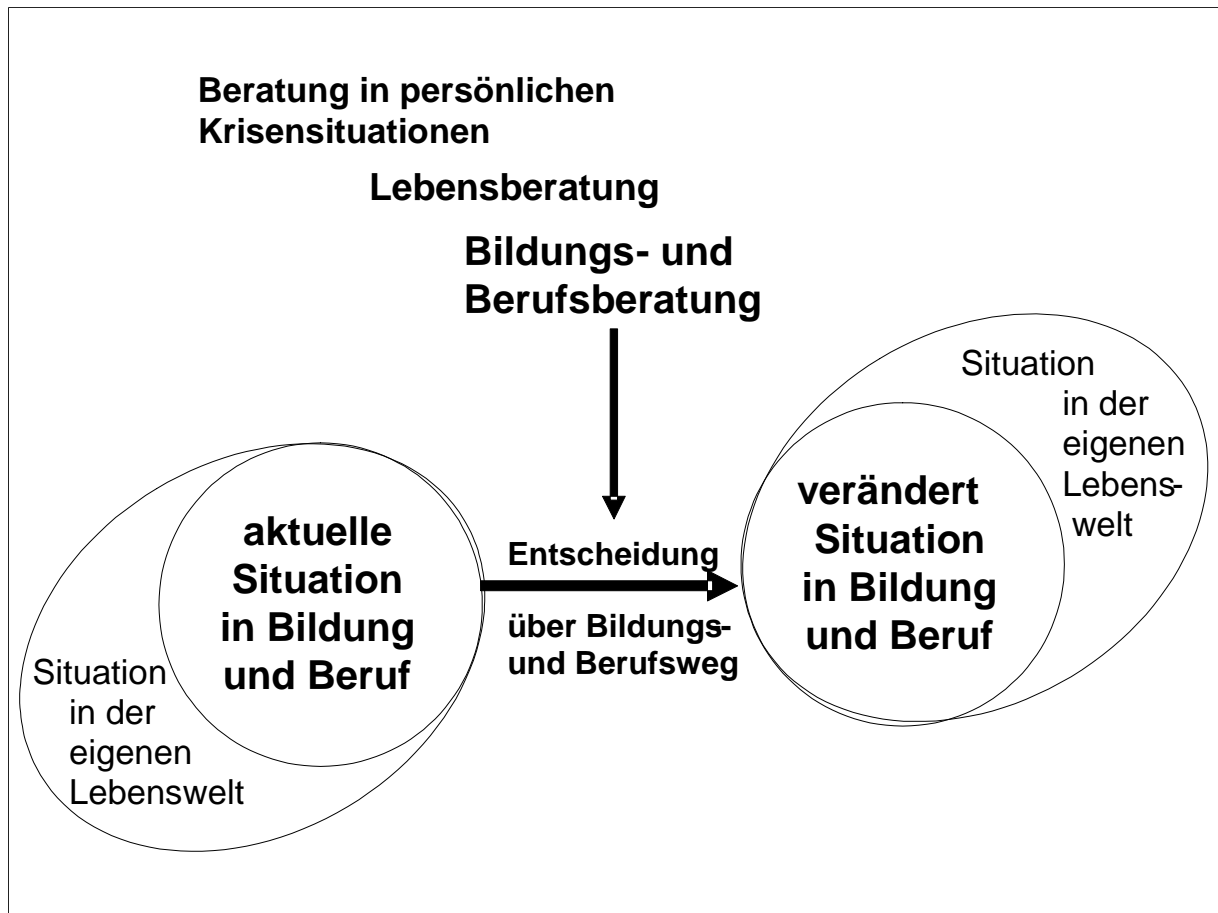 Beratung in persönlichen
Krisensituationen
Lebensberatung
Bildungs- und
Berufsberatung
Situation
in der
eigenen
Lebens-
welt
aktuelle
Situation
in Bildung
und Beruf
Situation
in der
eigenen
Lebenswelt
Entscheidung
über Bildungs-
und Berufsweg
verändert
Situation
in Bildung
und Beruf